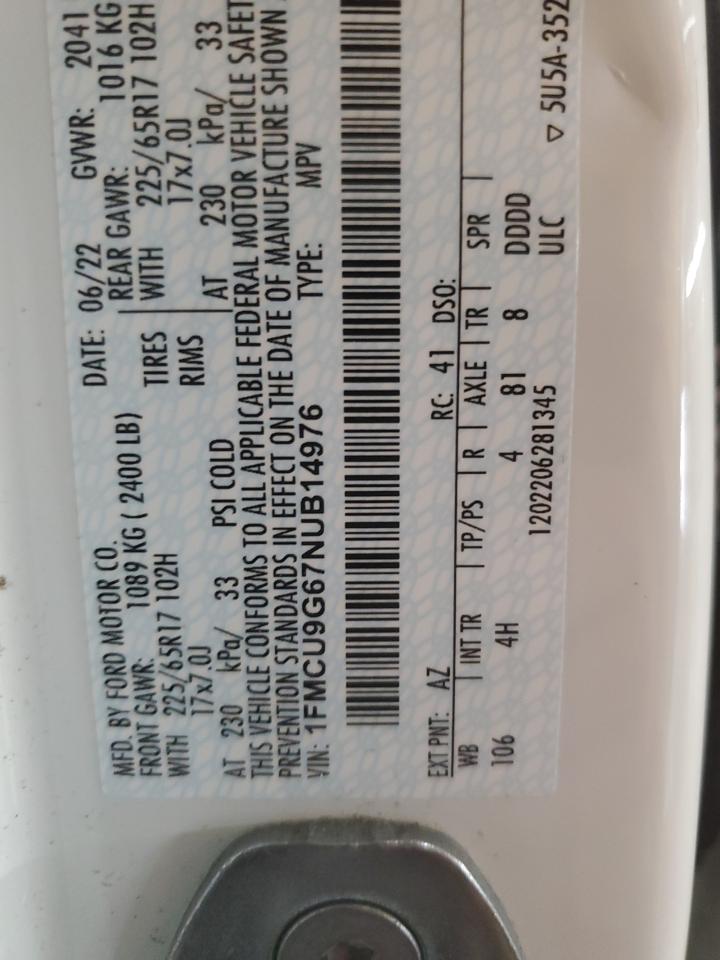 MFD. BY FORD MOTOR CO.
DATE: 06/22 GVWR: 2041
FRONT GAWR: 1089 KG ( 2400 LB)
REAR GAWR: 1016 KG
WITH 225/65R17 102H TIRES WITH 225/65R17 102H
17x7.0J RIMS 17x7.0J
AT 230 kPa/ 33 PSI COLD AT 230 kPa/ 33
THIS VEHICLE CONFORMS TO ALL APPLICABLE FEDERAL MOTOR VEHICLE SAFET
PREVENTION STANDARDS IN EFFECT ON THE DATE OF MANUFACTURE SHOWN
VIN: 1FMCU9G67NUB14976 TYPE: MPV
EXT PNT: AZ RC: 41 DSO:
WB INT TR TP/PS R AXLE TR SPR
106 4H 4 81 8 DDDD
1202206281345 ULC
▽ 5U5A-352